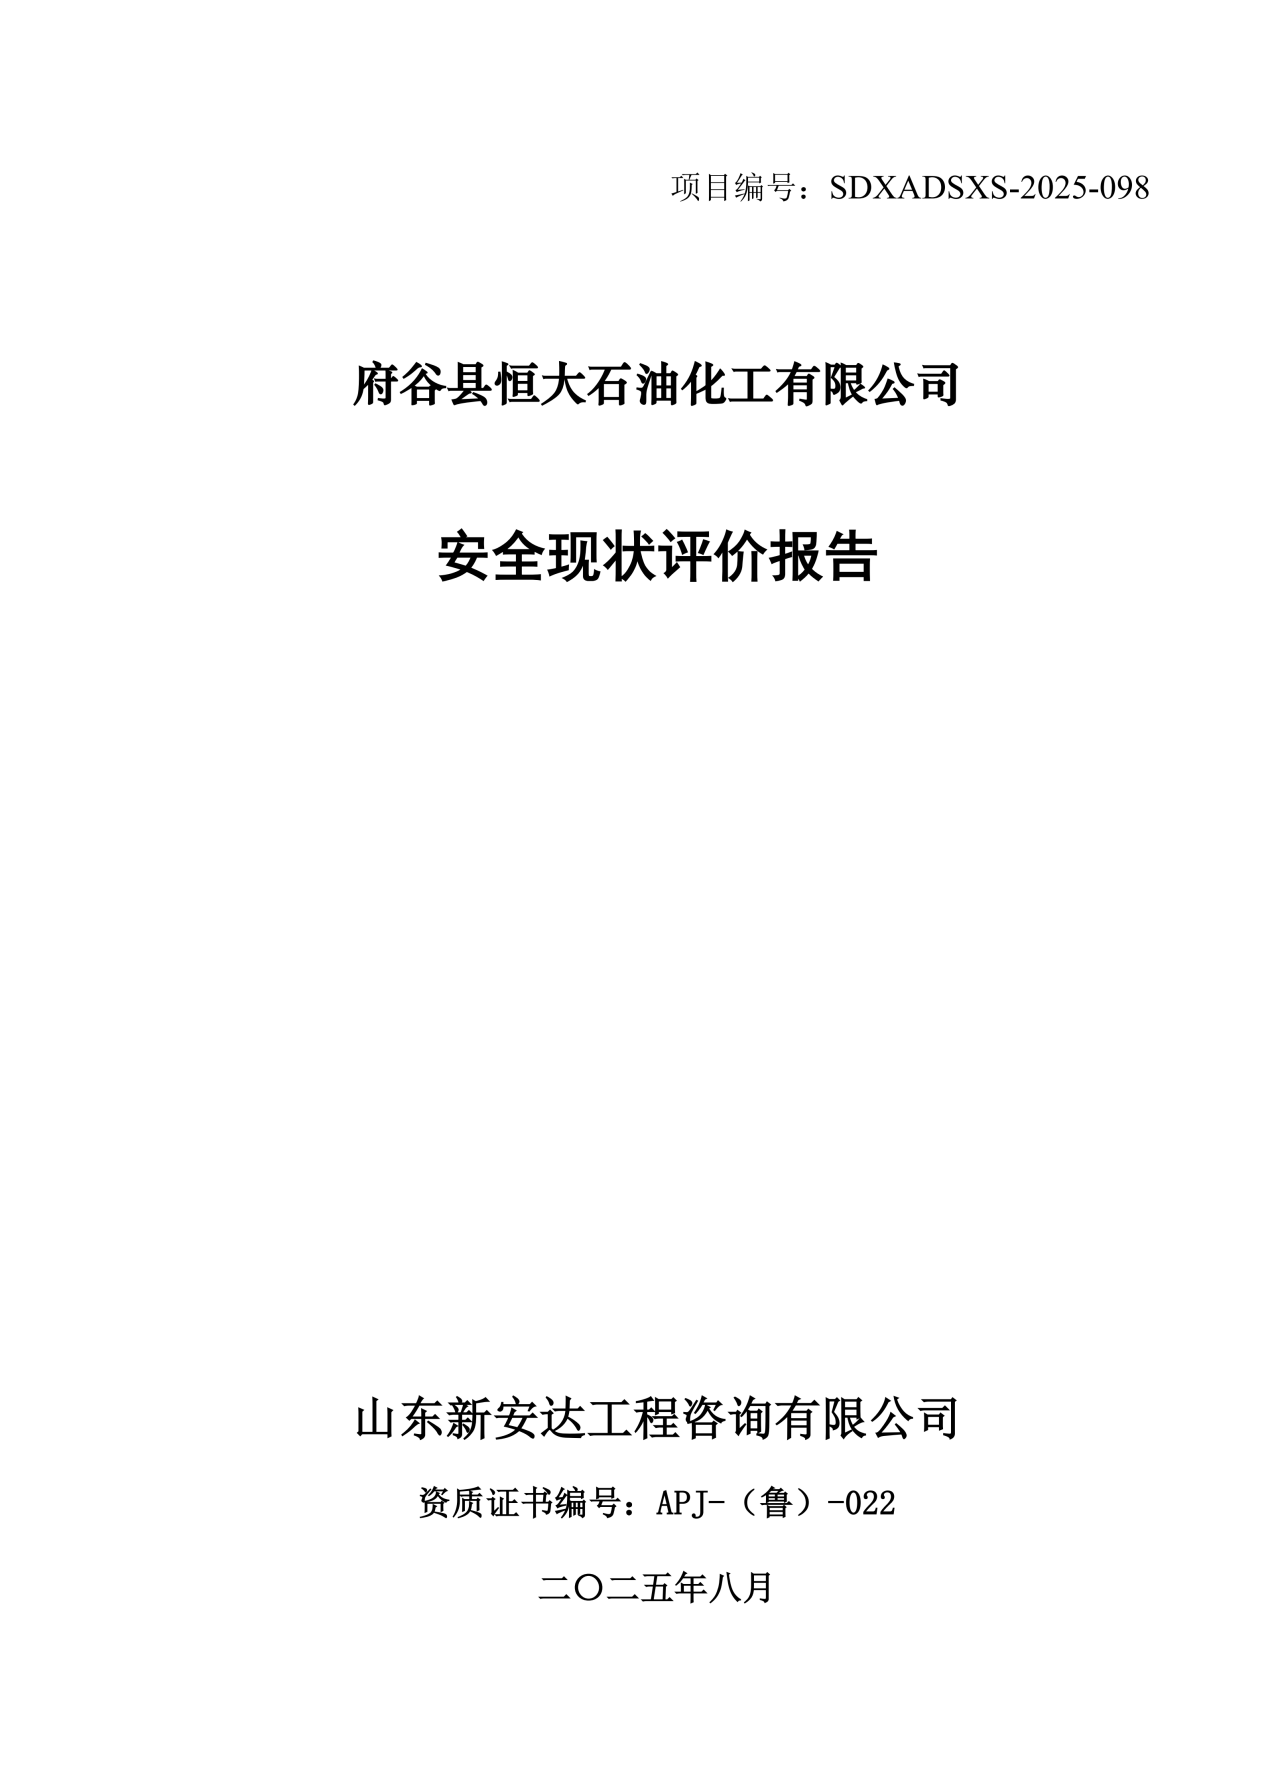 项目编号：SDXADSXS-2025-098
府谷县恒大石油化工有限公司
安全现状评价报告
山东新安达工程咨询有限公司
资质证书编号：APJ-（鲁）-022
二〇二五年八月